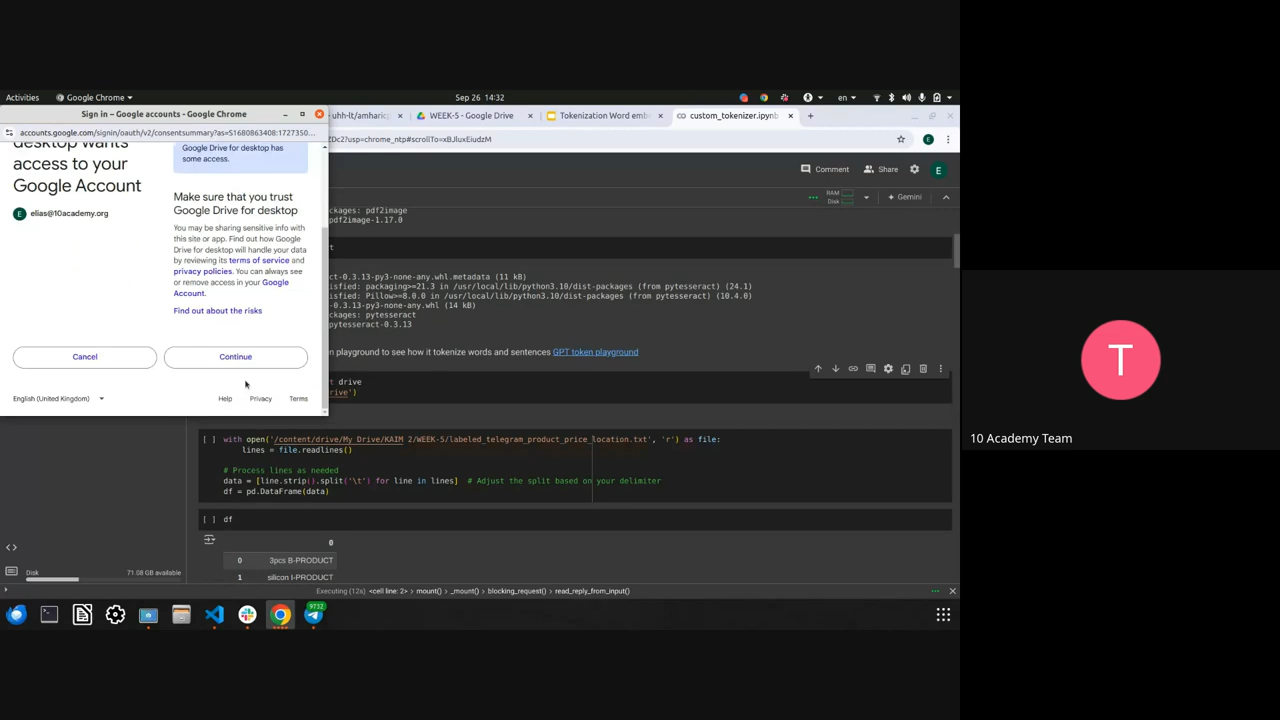 Activities
Google Chrome
Sep 26 14:32
en
Sign in – Google accounts - Google Chrome
accounts.google.com/signin/oauth/v2/consentsummary?as=S1680863408:1727350...
desktop wants
access to your
Google Account
elias@10academy.org
Google Drive for desktop has
some access.
Make sure that you trust
Google Drive for desktop
You may be sharing sensitive info with
this site or app. Find out how Google
Drive for desktop will handle your data
by reviewing its terms of service and
privacy policies. You can always see
or remove access in your Google
Account.
Find out about the risks
Cancel
Continue
English (United Kingdom)
Help
Privacy
Terms
uhh-lt/amharicp
WEEK-5 - Google Drive
Tokenization Word emb
custom_tokenizer.ipynb
ZDc2?usp=chrome_ntp#scrollTo=xBJluxEiudzM
E
Comment
Share
E
RAM
Disk
Gemini
ackages: pdf2image
pdf2image-1.17.0
t
ct-0.3.13-py3-none-any.whl.metadata (11 kB)
isfied: packaging>=21.3 in /usr/local/lib/python3.10/dist-packages (from pytesseract) (24.1)
isfied: Pillow>=8.0.0 in /usr/local/lib/python3.10/dist-packages (from pytesseract) (10.4.0)
-0.3.13-py3-none-any.whl (14 kB)
ackages: pytesseract
pytesseract-0.3.13
n playground to see how it tokenize words and sentences GPT token playground
t drive
rive')
[ ] with open('/content/drive/My Drive/KAIM 2/WEEK-5/labeled_telegram_product_price_location.txt', 'r') as file:
lines = file.readlines()
# Process lines as needed
data = [line.strip().split('\t') for line in lines] # Adjust the split based on your delimiter
df = pd.DataFrame(data)
[ ] df
0
0 3pcs B-PRODUCT
1 silicon I-PRODUCT
Disk
71.08 GB available
Executing (12s) <cell line: 2> mount() _mount() blocking_request() read_reply_from_input()
9732
T
10 Academy Team